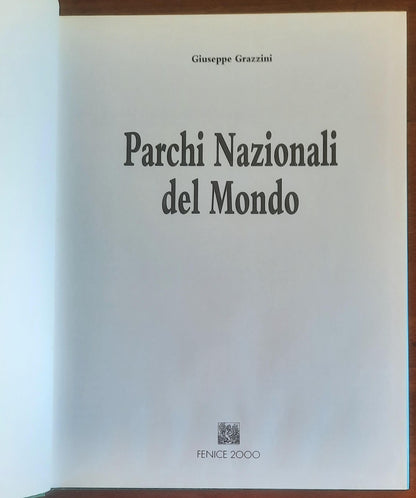 Giuseppe Grazzini
Parchi Nazionali
del Mondo
FENICE 2000